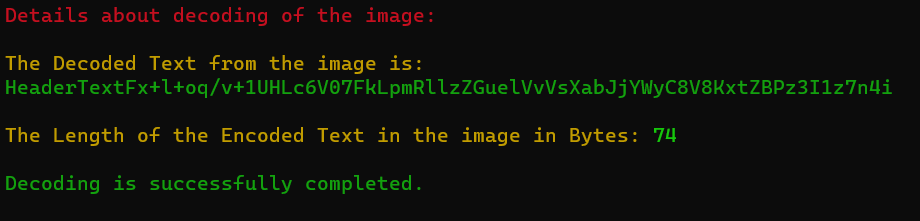 Details about decoding of the image:
The Decoded Text from the image is:
HeaderTextFx+l+oq/v+1UHLc6V07FkLpmRllzZGuelVvVsXabJjYWyC8V8KxtZBPz3I1z7n4i
The Length of the Encoded Text in the image in Bytes: 74
Decoding is successfully completed.